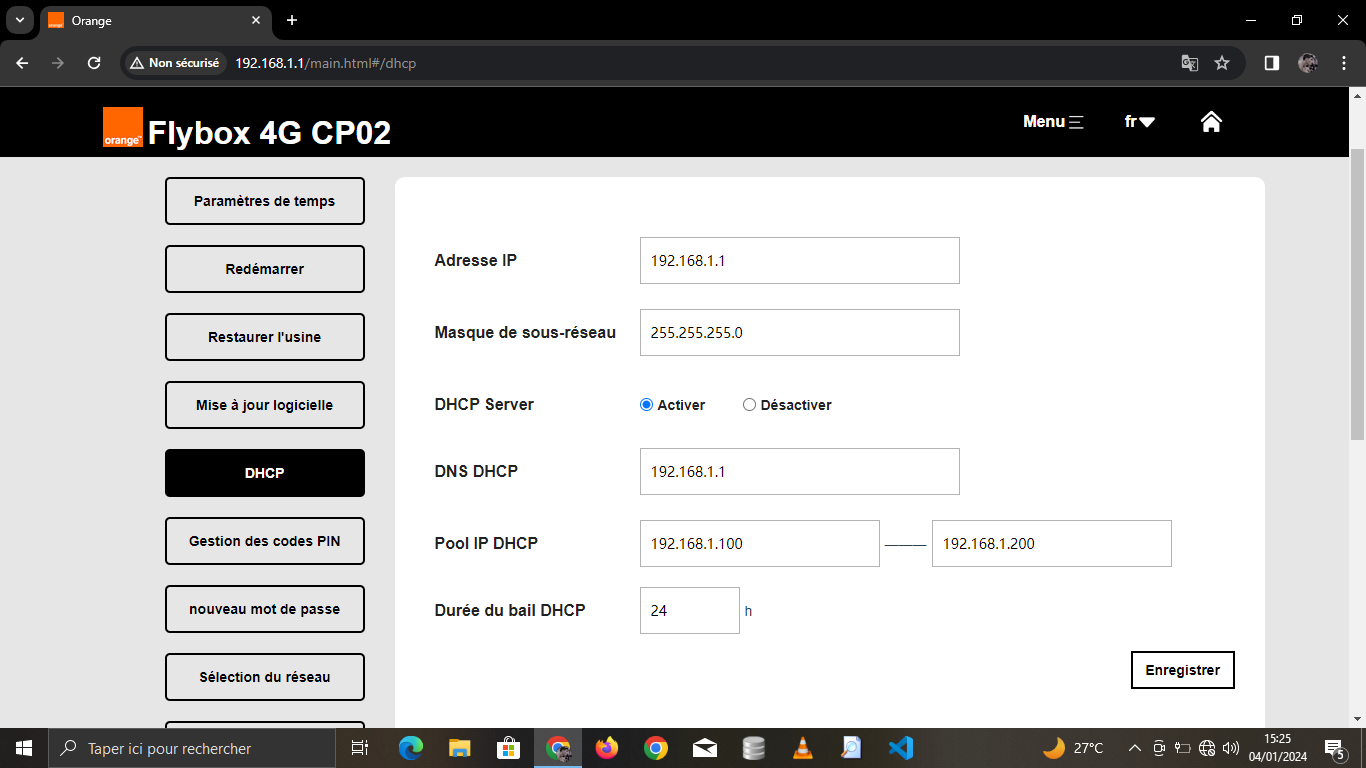 Orange
Non sécurisé 192.168.1.1/main.html#/dhcp
orange™ Flybox 4G CP02
Menu fr
Paramètres de temps
Redémarrer
Restaurer l'usine
Mise à jour logicielle
DHCP
Gestion des codes PIN
nouveau mot de passe
Sélection du réseau
Adresse IP 192.168.1.1
Masque de sous-réseau 255.255.255.0
DHCP Server Activer Désactiver
DNS DHCP 192.168.1.1
Pool IP DHCP 192.168.1.100 ——— 192.168.1.200
Durée du bail DHCP 24 h
Enregistrer
Taper ici pour rechercher
27°C
15:25
04/01/2024
5